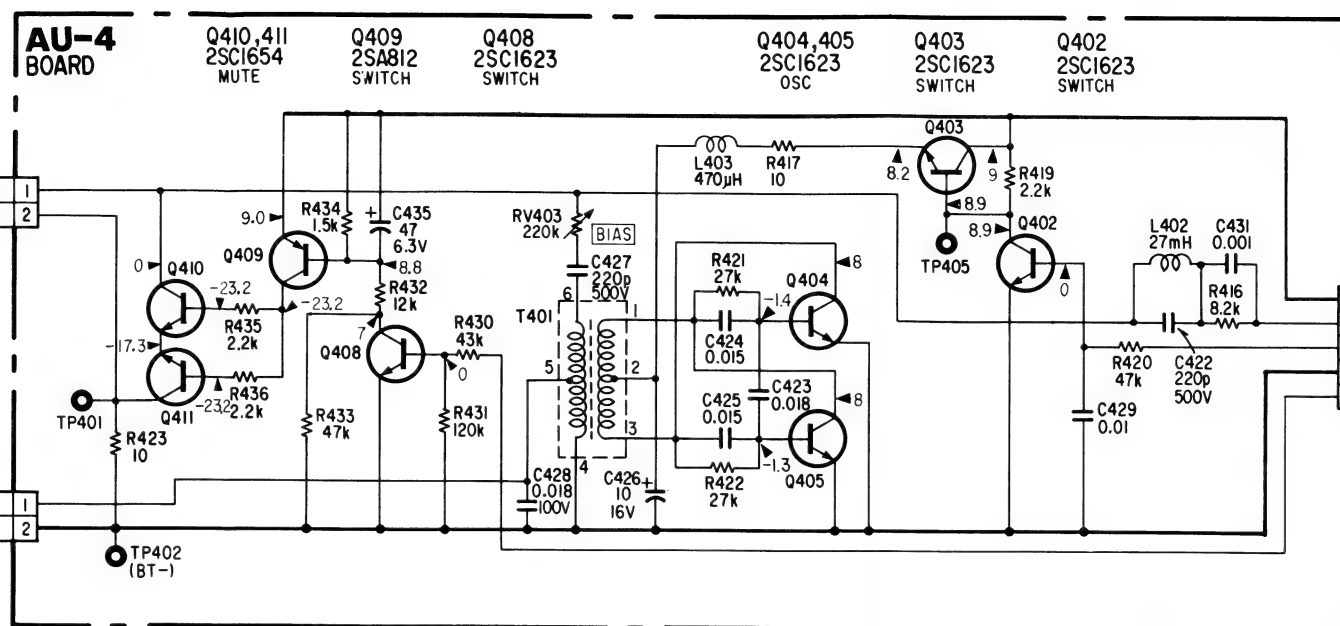 AU-4
BOARD
Q410,411
2SC1654
MUTE
Q409
2SA812
SWITCH
Q408
2SC1623
SWITCH
Q404,405
2SC1623
OSC
Q403
2SC1623
SWITCH
Q402
2SC1623
SWITCH
1
2
1
2
0
Q410
-23.2
R435
2.2k
-17.3
Q411
-23.2
R436
2.2k
TP401
R423
10
TP402
(BT-)
9.0
Q409
-23.2
R434
1.5k
+
C435
47
6.3V
8.8
R432
12k
7
Q408
0
R430
43k
R431
120k
R433
47k
RV403
220k
BIAS
C427
220p
500V
T401
6
5
4
1
2
3
C428
0.018
100V
C426
10
16V
+
L403
470µH
R417
10
R421
27k
C424
0.015
-1.4
Q404
8
C423
0.018
C425
0.015
R422
27k
-1.3
Q405
8
Q403
8.2
9
8.9
TP405
R419
2.2k
8.9
Q402
0
L402
27mH
C431
0.001
R416
8.2k
C422
220p
500V
R420
47k
C429
0.01